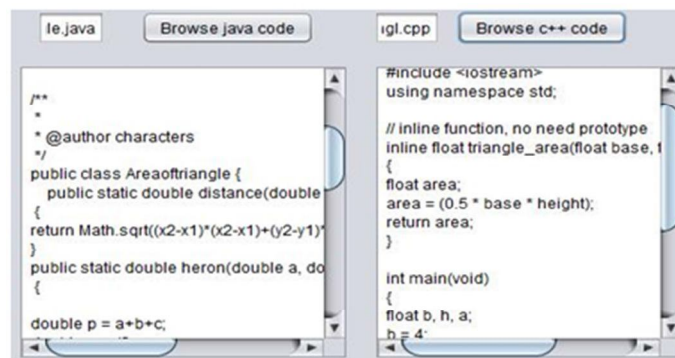 le.java
Browse java code
gl.cpp
Browse c++ code
/**
*
* @author characters
*/
public class Areaoftriangle {
public static double distance(double
{
return Math.sqrt((x2-x1)*(x2-x1)+(y2-y1)*
}
public static double heron(double a, do
{
double p = a+b+c;
#include <iostream>
using namespace std;
// inline function, no need prototype
inline float triangle_area(float base, f
{
float area;
area = (0.5 * base * height);
return area;
}
int main(void)
{
float b, h, a;
b = 4;